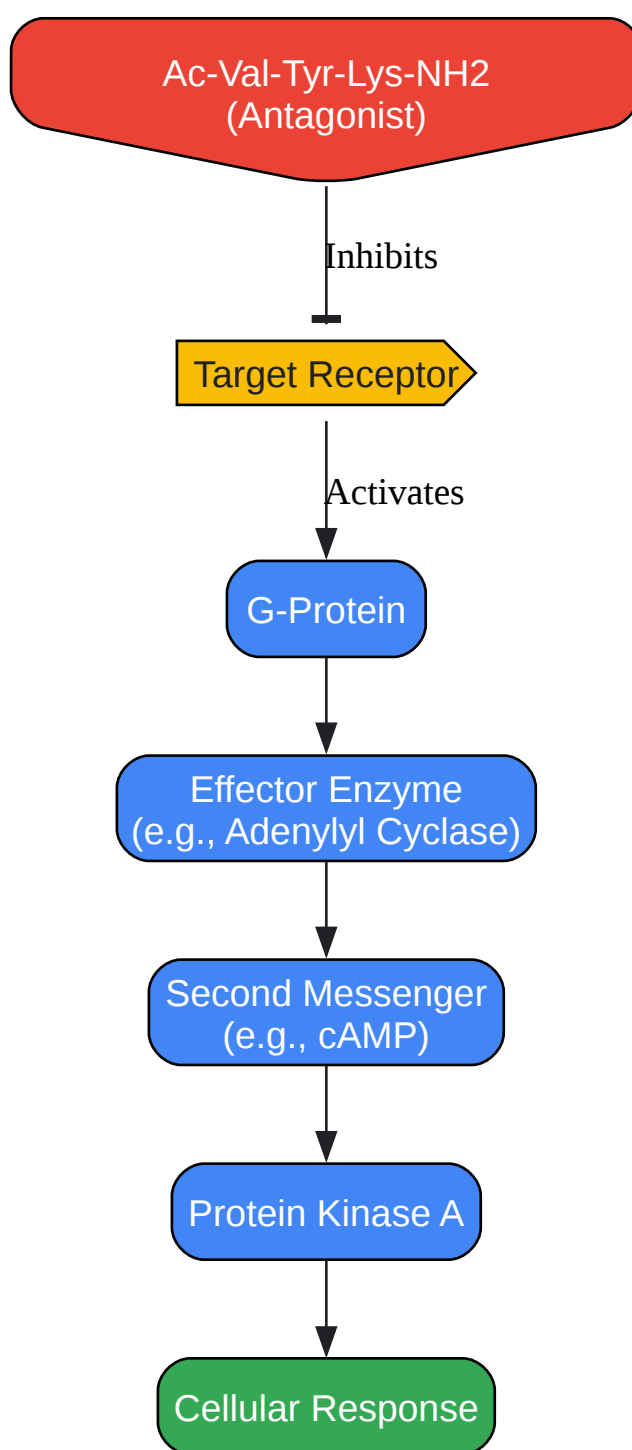 Ac-Val-Tyr-Lys-NH2
(Antagonist)
Inhibits
Target Receptor
Activates
G-Protein
Effector Enzyme
(e.g., Adenylyl Cyclase)
Second Messenger
(e.g., cAMP)
Protein Kinase A
Cellular Response